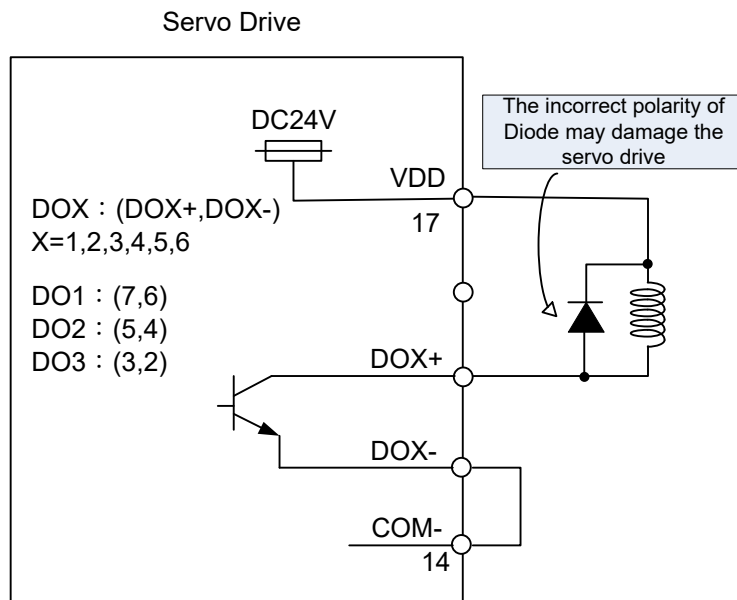 Servo Drive
DC24V
The incorrect polarity of
Diode may damage the
servo drive
VDD
17
DOX：(DOX+,DOX-)
X=1,2,3,4,5,6
DO1：(7,6)
DO2：(5,4)
DO3：(3,2)
DOX+
DOX-
COM-
14